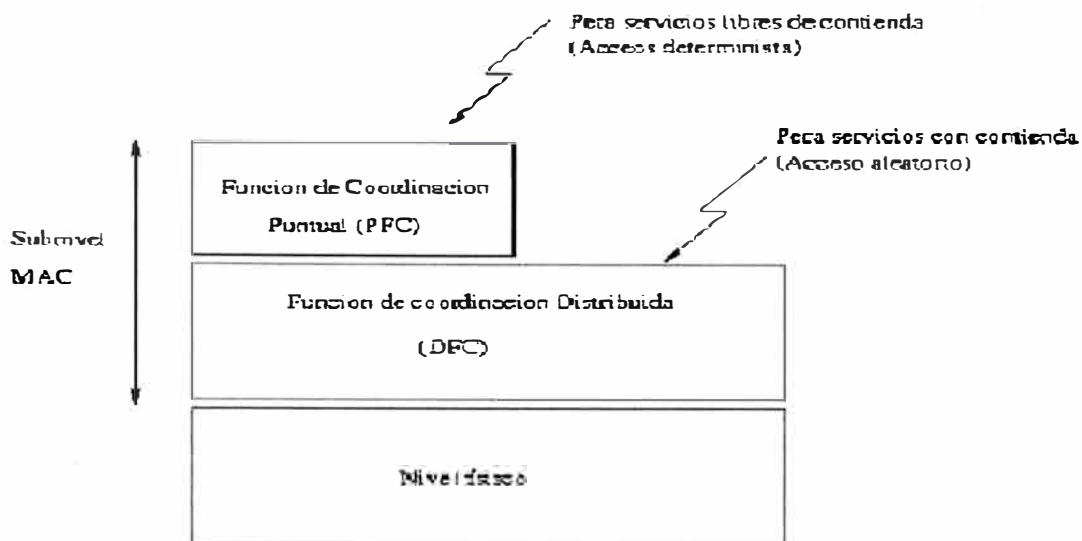 Para servicios libres de contienda
(Acceso determinista)
Para servicios con contienda
(Acceso aleatorio)
Funcion de Coordinacion
Puntual (PFC)
Subnivel
MAC
Funcion de coordinacion Distribuida
(DFC)
Nivel fisico